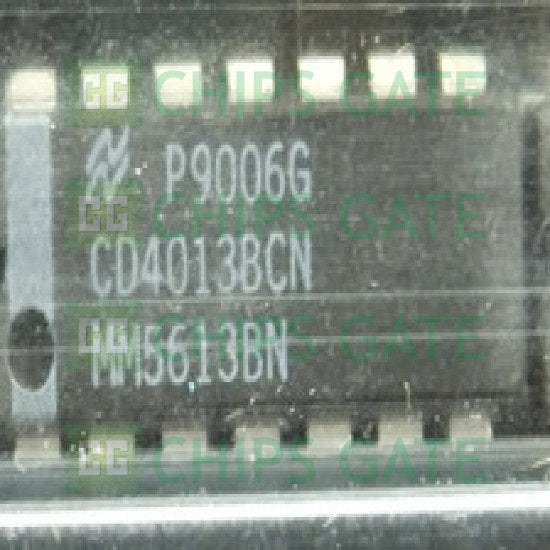 CG CHIPS GATE
P9006G
CG CHIPS GATE
CD4013BCN
CG CHIPS GATE
MM5613BN
CG CHIPS GATE